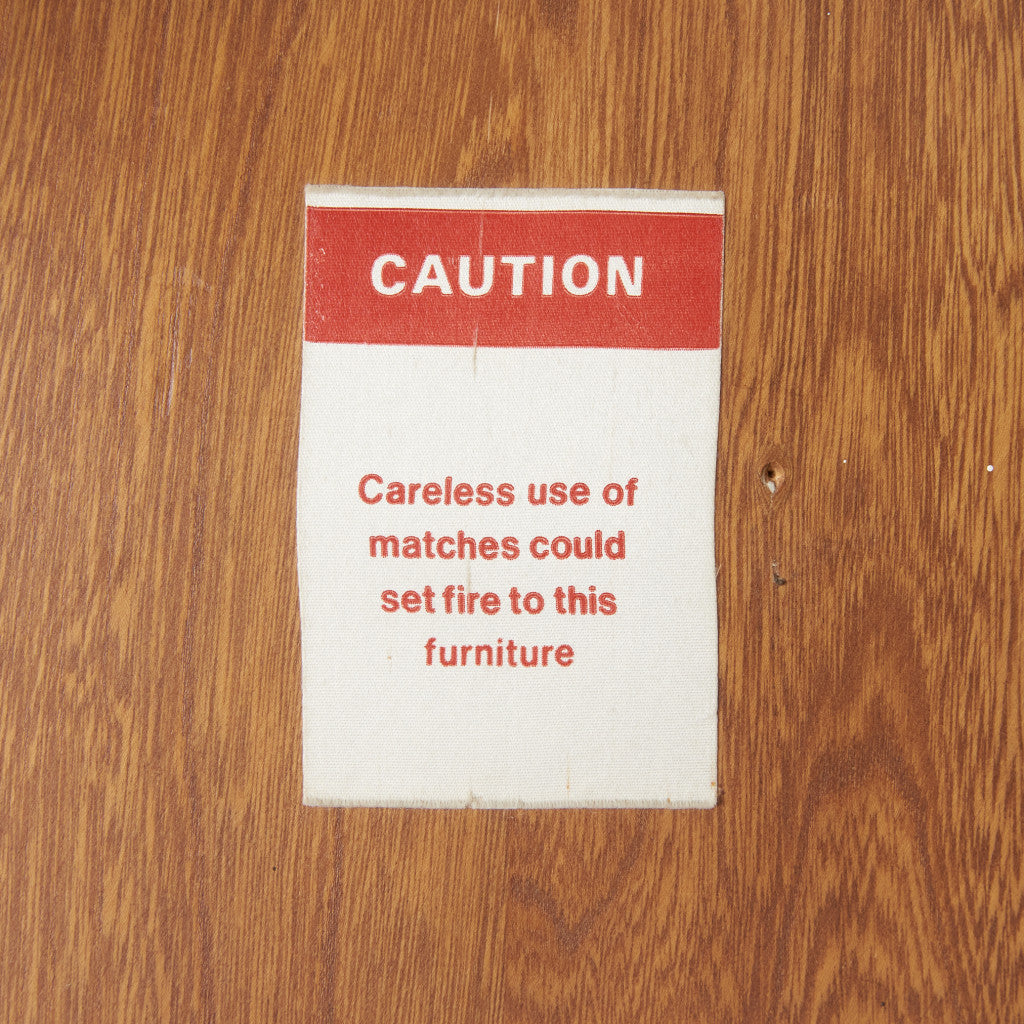 CAUTION
Careless use of
matches could
set fire to this
furniture